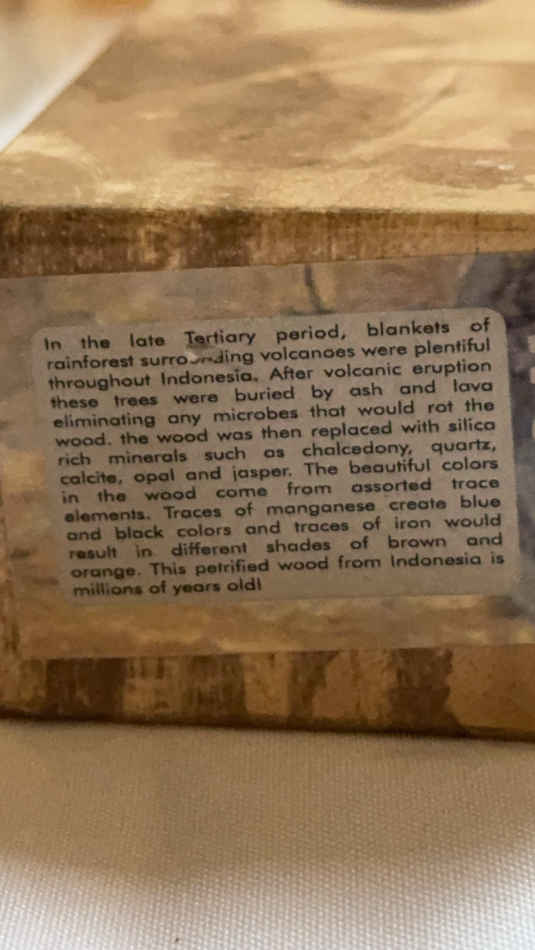 In the late Tertiary period, blankets of
rainforest surrounding volcanoes were plentiful
throughout Indonesia. After volcanic eruption
these trees were buried by ash and lava
eliminating any microbes that would rot the
wood. the wood was then replaced with silica
rich minerals such as chalcedony, quartz,
calcite, opal and jasper. The beautiful colors
in the wood come from assorted trace
elements. Traces of manganese create blue
and black colors and traces of iron would
result in different shades of brown and
orange. This petrified wood from Indonesia is
millions of years old!